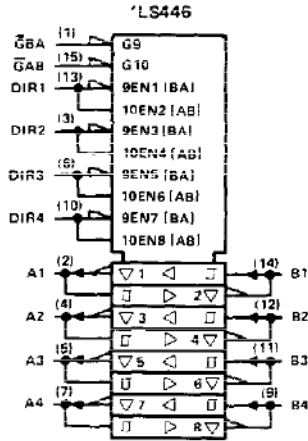 'LS446
G̅BA (1) G9
G̅AB (15) G10
DIR1 (13) 9EN1 [BA]
10EN2 [AB]
DIR2 (3) 9EN3 [BA]
10EN4 [AB]
DIR3 (6) 9EN5 [BA]
10EN6 [AB]
DIR4 (10) 9EN7 [BA]
10EN8 [AB]
A1 (2) ▽ 1 ◁ (14) B1
▷ 2 ▽
A2 (4) ▽ 3 ◁ (12) B2
▷ 4 ▽
A3 (5) ▽ 5 ◁ (11) B3
▷ 6 ▽
A4 (7) ▽ 7 ◁ (9) B4
▷ 8 ▽